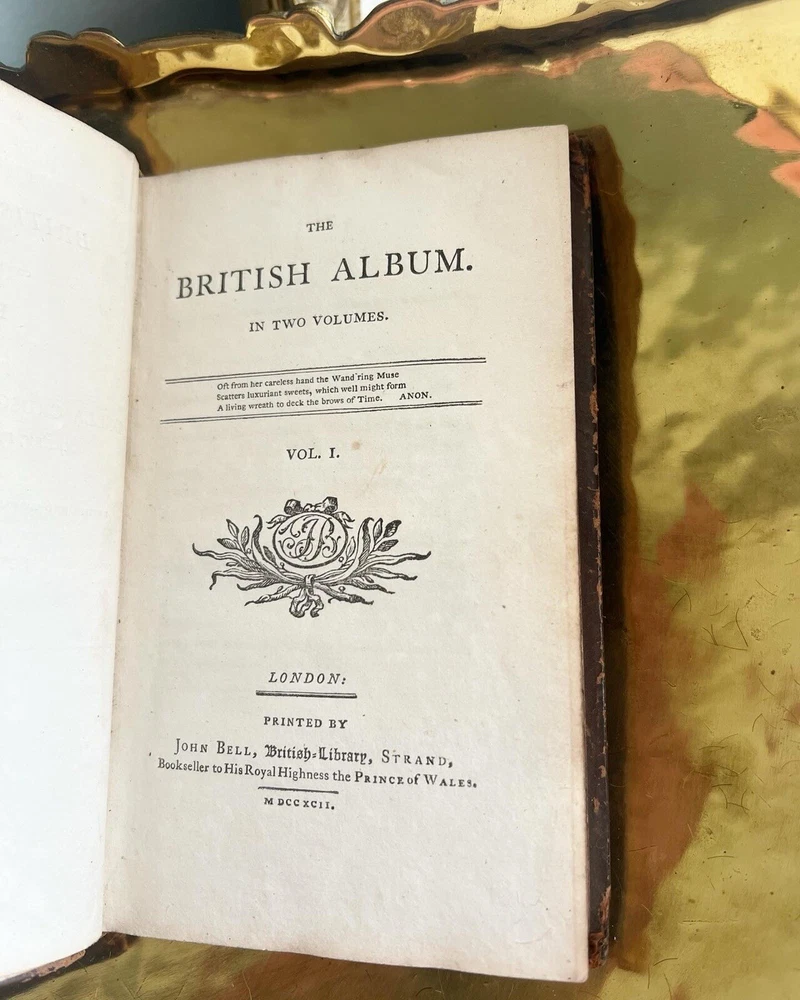 THE
BRITISH ALBUM.
IN TWO VOLUMES.
Oft from her careless hand the Wand'ring Muse
Scatters luxuriant sweets, which well might form
A living wreath to deck the brows of Time. ANON.
VOL. I.
JB
LONDON:
PRINTED BY
JOHN BELL, British-Library, STRAND,
Bookseller to His Royal Highness the PRINCE of WALES.
MDCCXCII.